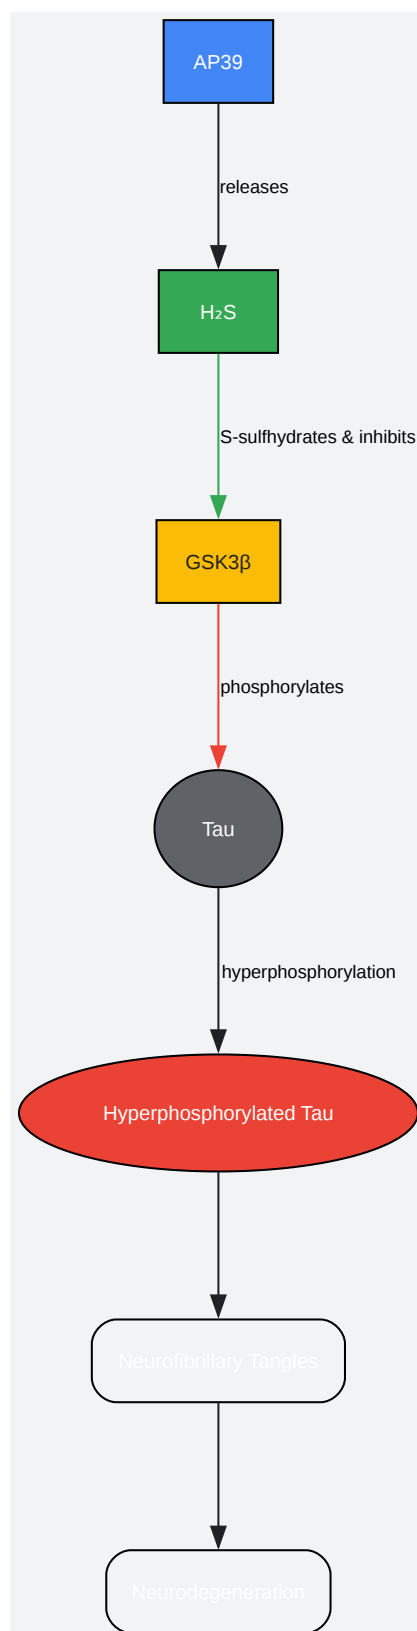 AP39
releases
H₂S
S-sulfhydrates & inhibits
GSK3β
phosphorylates
Tau
hyperphosphorylation
Hyperphosphorylated Tau
Neurofibrillary Tangles
Neurodegeneration